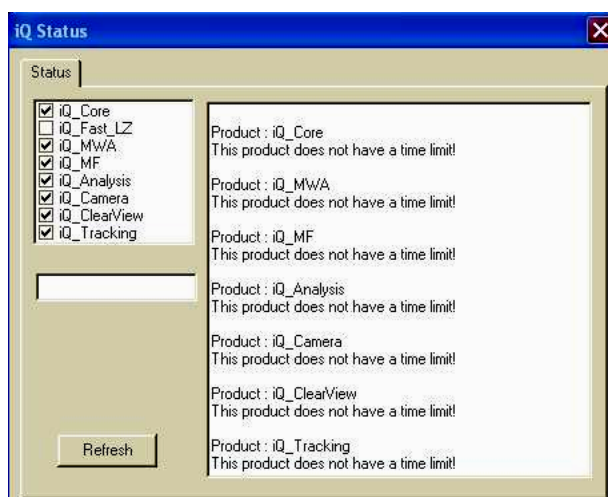 iQ Status
Status
iQ_Core
iQ_Fast_LZ
iQ_MWA
iQ_MF
iQ_Analysis
iQ_Camera
iQ_ClearView
iQ_Tracking
Refresh
Product : iQ_Core
This product does not have a time limit!
Product : iQ_MWA
This product does not have a time limit!
Product : iQ_MF
This product does not have a time limit!
Product : iQ_Analysis
This product does not have a time limit!
Product : iQ_Camera
This product does not have a time limit!
Product : iQ_ClearView
This product does not have a time limit!
Product : iQ_Tracking
This product does not have a time limit!